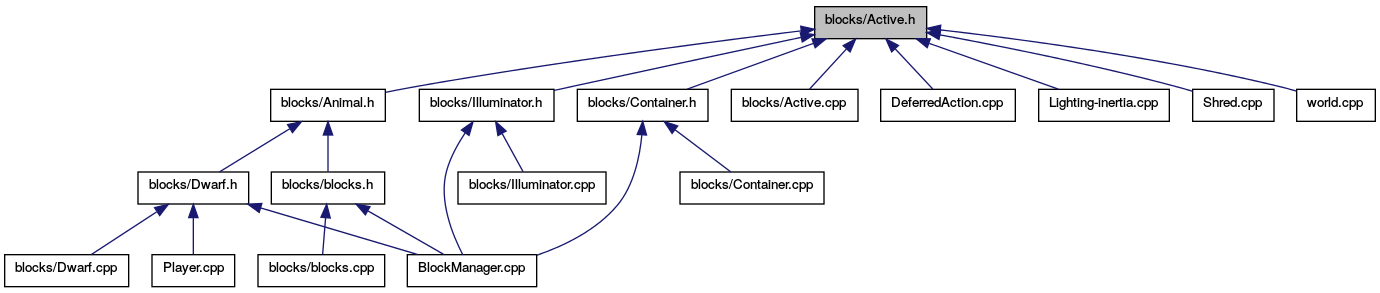 blocks/Active.h
blocks/Animal.h
blocks/Illuminator.h
blocks/Container.h
blocks/Active.cpp
DeferredAction.cpp
Lighting-inertia.cpp
Shred.cpp
world.cpp
blocks/Dwarf.h
blocks/blocks.h
blocks/Illuminator.cpp
blocks/Container.cpp
blocks/Dwarf.cpp
Player.cpp
blocks/blocks.cpp
BlockManager.cpp